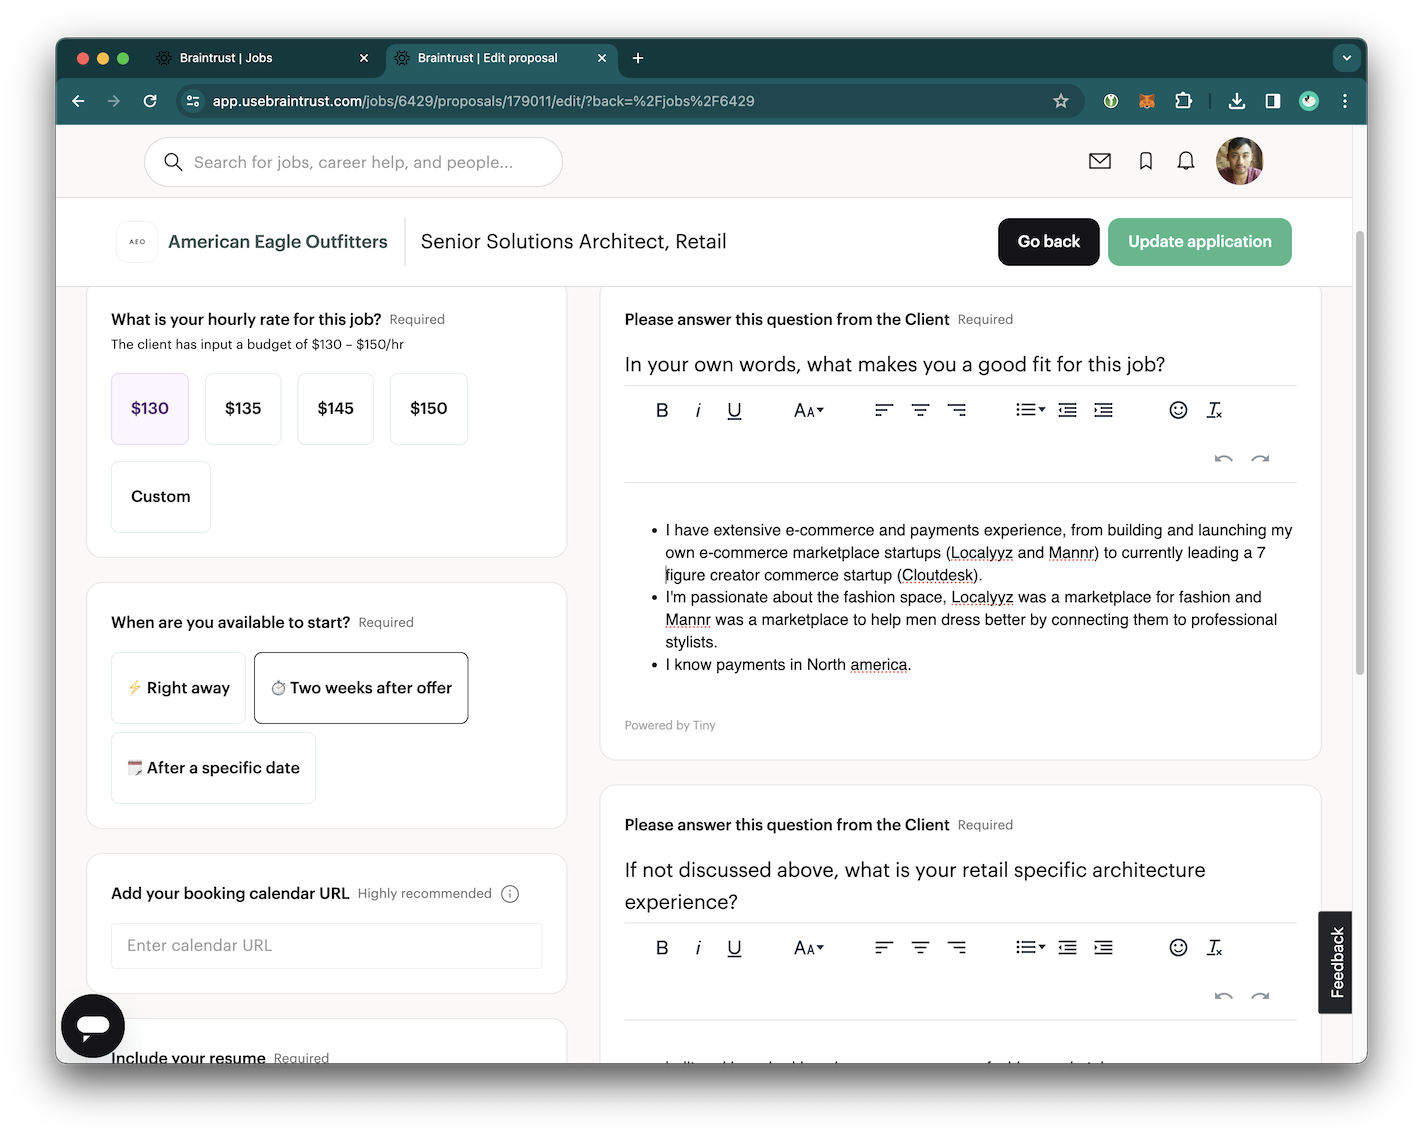 Braintrust | Jobs
Braintrust | Edit proposal
app.usebraintrust.com/jobs/6429/proposals/179011/edit/?back=%2Fjobs%2F6429
Search for jobs, career help, and people...
AEO
American Eagle Outfitters
Senior Solutions Architect, Retail
Go back
Update application
What is your hourly rate for this job? Required
The client has input a budget of $130 – $150/hr
$130
$135
$145
$150
Custom
When are you available to start? Required
Right away
Two weeks after offer
After a specific date
Add your booking calendar URL Highly recommended
Enter calendar URL
Include your resume Required
Please answer this question from the Client Required
In your own words, what makes you a good fit for this job?
B i U AA
• I have extensive e-commerce and payments experience, from building and launching my
own e-commerce marketplace startups (Localyyz and Mannr) to currently leading a 7
figure creator commerce startup (Cloutdesk).
• I'm passionate about the fashion space, Localyyz was a marketplace for fashion and
Mannr was a marketplace to help men dress better by connecting them to professional
stylists.
• I know payments in North america.
Powered by Tiny
Please answer this question from the Client Required
If not discussed above, what is your retail specific architecture
experience?
B i U AA
Feedback